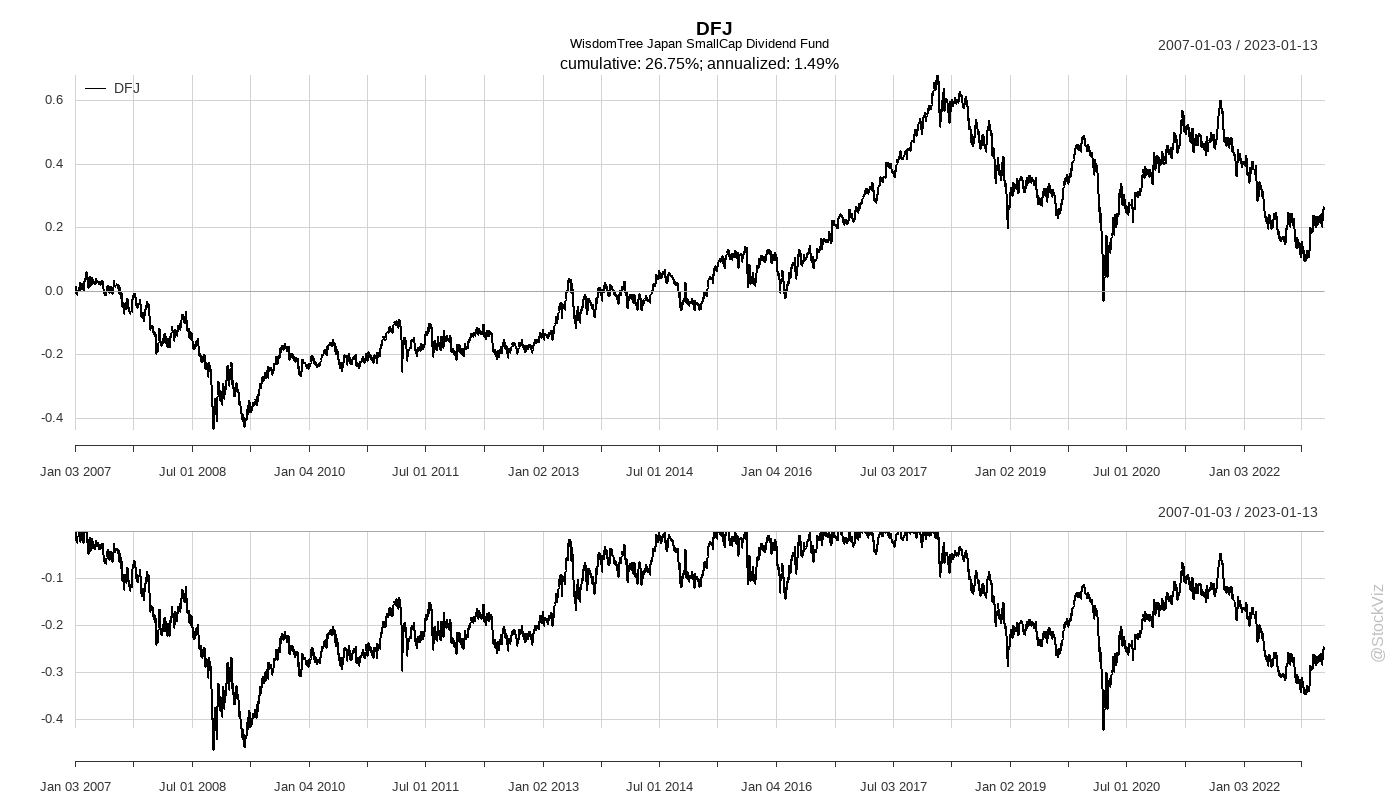 DFJ
WisdomTree Japan SmallCap Dividend Fund
cumulative: 26.75%; annualized: 1.49%
2007-01-03 / 2023-01-13
DFJ
0.6
0.4
0.2
0.0
-0.2
-0.4
Jan 03 2007 Jul 01 2008 Jan 04 2010 Jul 01 2011 Jan 02 2013 Jul 01 2014 Jan 04 2016 Jul 03 2017 Jan 02 2019 Jul 01 2020 Jan 03 2022
2007-01-03 / 2023-01-13
-0.1
-0.2
-0.3
-0.4
Jan 03 2007 Jul 01 2008 Jan 04 2010 Jul 01 2011 Jan 02 2013 Jul 01 2014 Jan 04 2016 Jul 03 2017 Jan 02 2019 Jul 01 2020 Jan 03 2022
@StockViz